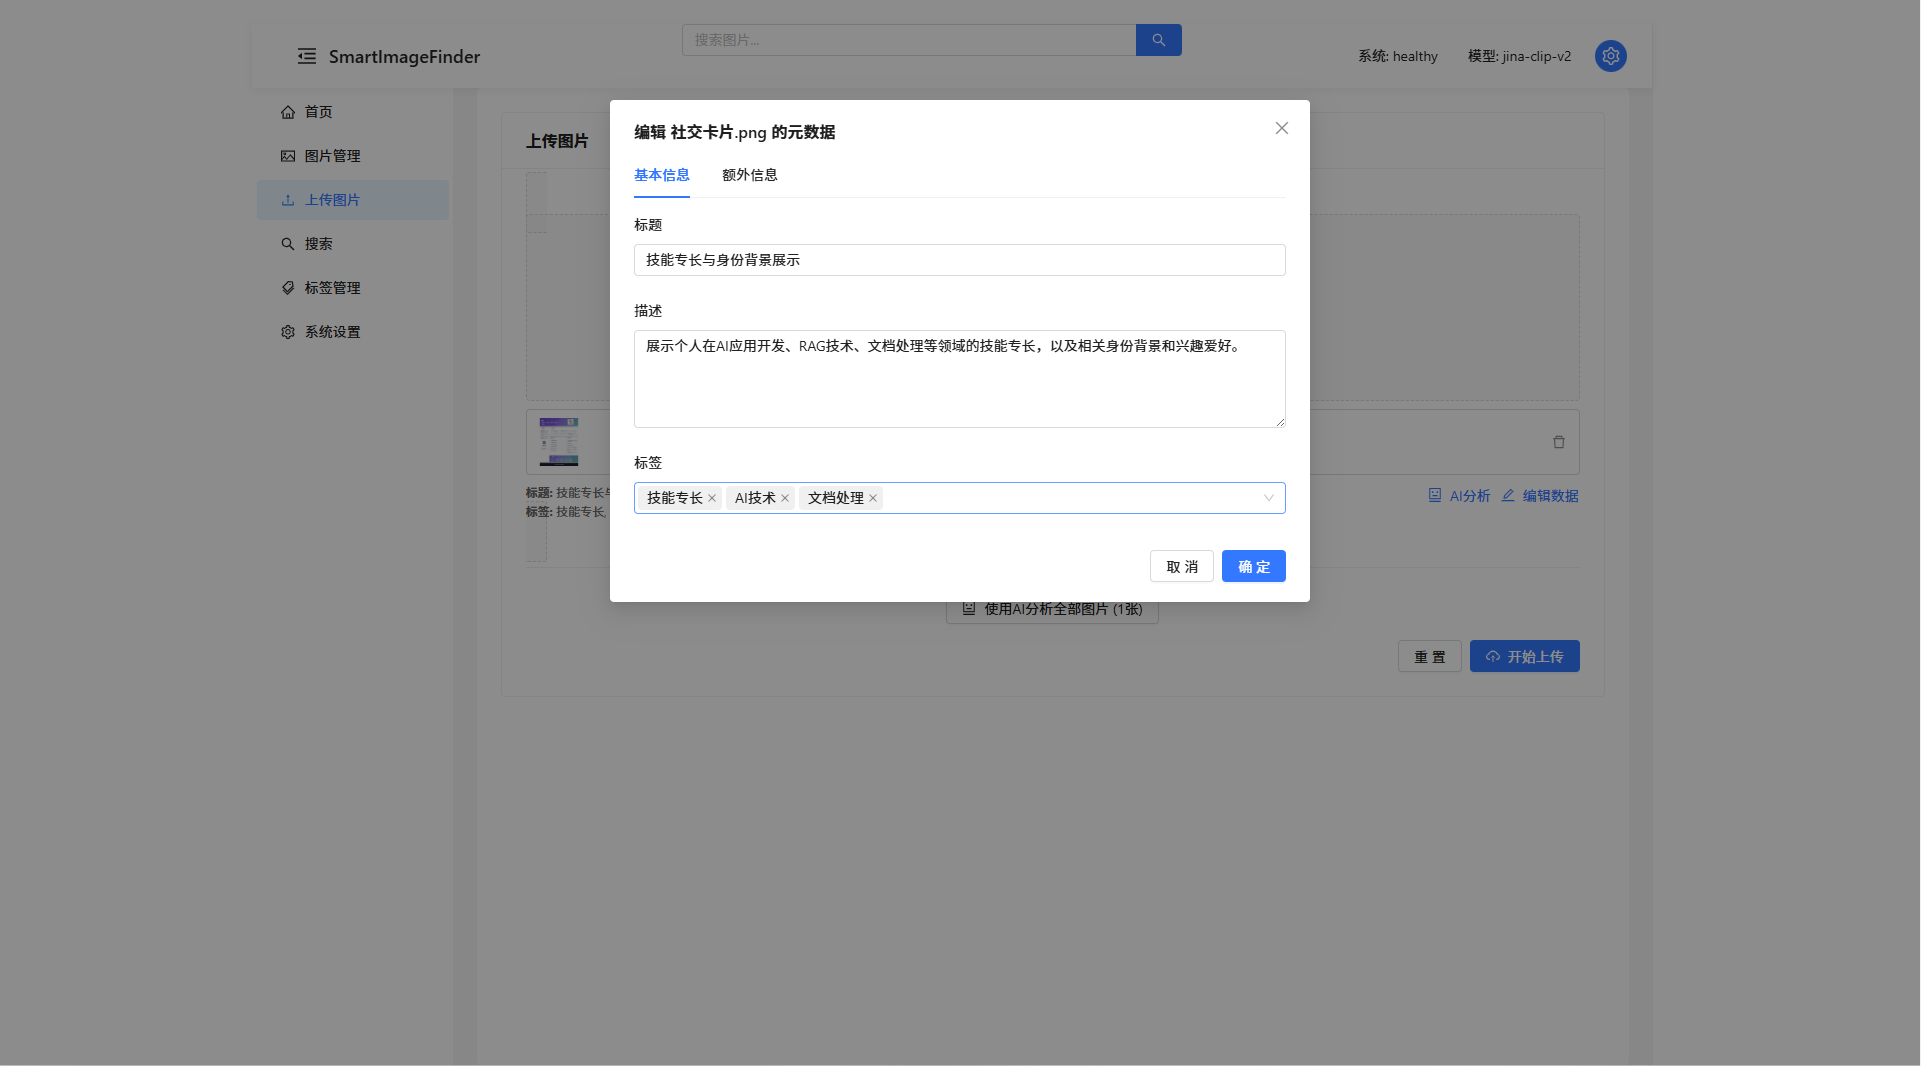 SmartImageFinder
搜索图片...
系统: healthy
模型: jina-clip-v2
首页
图片管理
上传图片
搜索
标签管理
系统设置
上传图片
编辑 社交卡片.png 的元数据
基本信息
额外信息
标题
技能专长与身份背景展示
描述
展示个人在AI应用开发、RAG技术、文档处理等领域的技能专长，以及相关身份背景和兴趣爱好。
标签
技能专长
AI技术
文档处理
取 消
确 定
标题: 技能专长
标签: 技能专长,
AI分析
编辑数据
使用AI分析全部图片 (1张)
重 置
开始上传